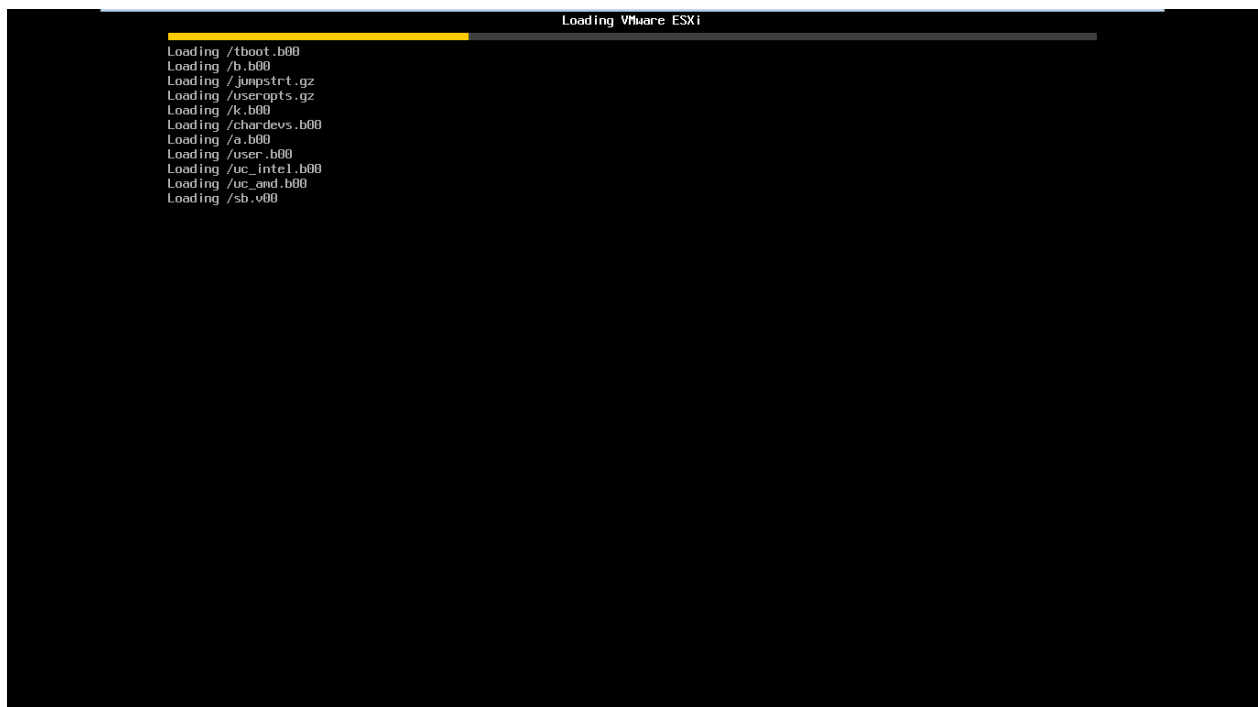 Loading VMware ESXi
Loading /tboot.b00
Loading /b.b00
Loading /jumpstrt.gz
Loading /useropts.gz
Loading /k.b00
Loading /chardevs.b00
Loading /a.b00
Loading /user.b00
Loading /uc_intel.b00
Loading /uc_amd.b00
Loading /sb.v00